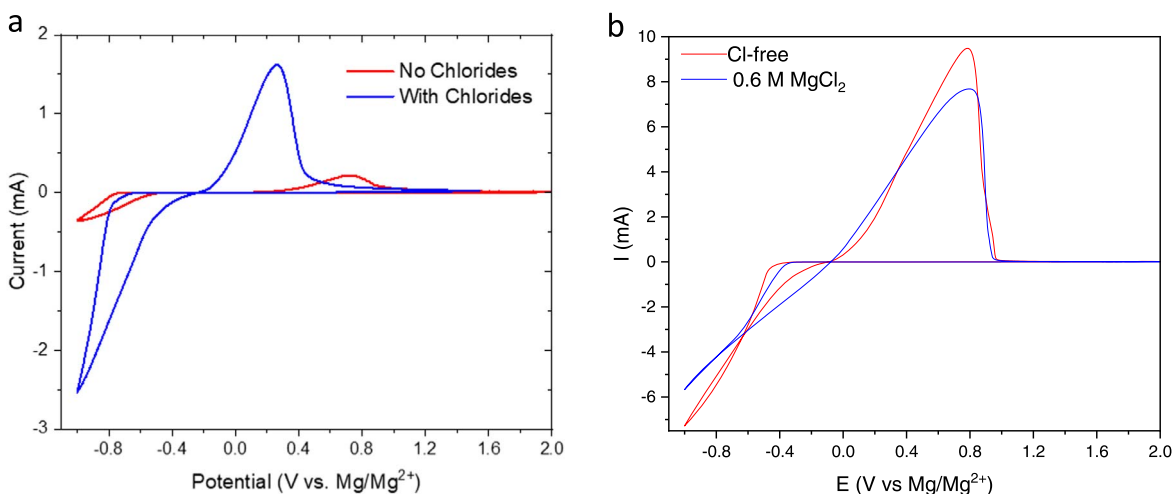 a
2
1
0
-1
-2
-3
Current (mA)
No Chlorides
With Chlorides
-0.8 -0.4 0.0 0.4 0.8 1.2 1.6 2.0
Potential (V vs. Mg/Mg²⁺)
b
10
8
6
4
2
0
-2
-4
-6
I (mA)
Cl-free
0.6 M MgCl₂
-0.8 -0.4 0.0 0.4 0.8 1.2 1.6 2.0
E (V vs Mg/Mg²⁺)